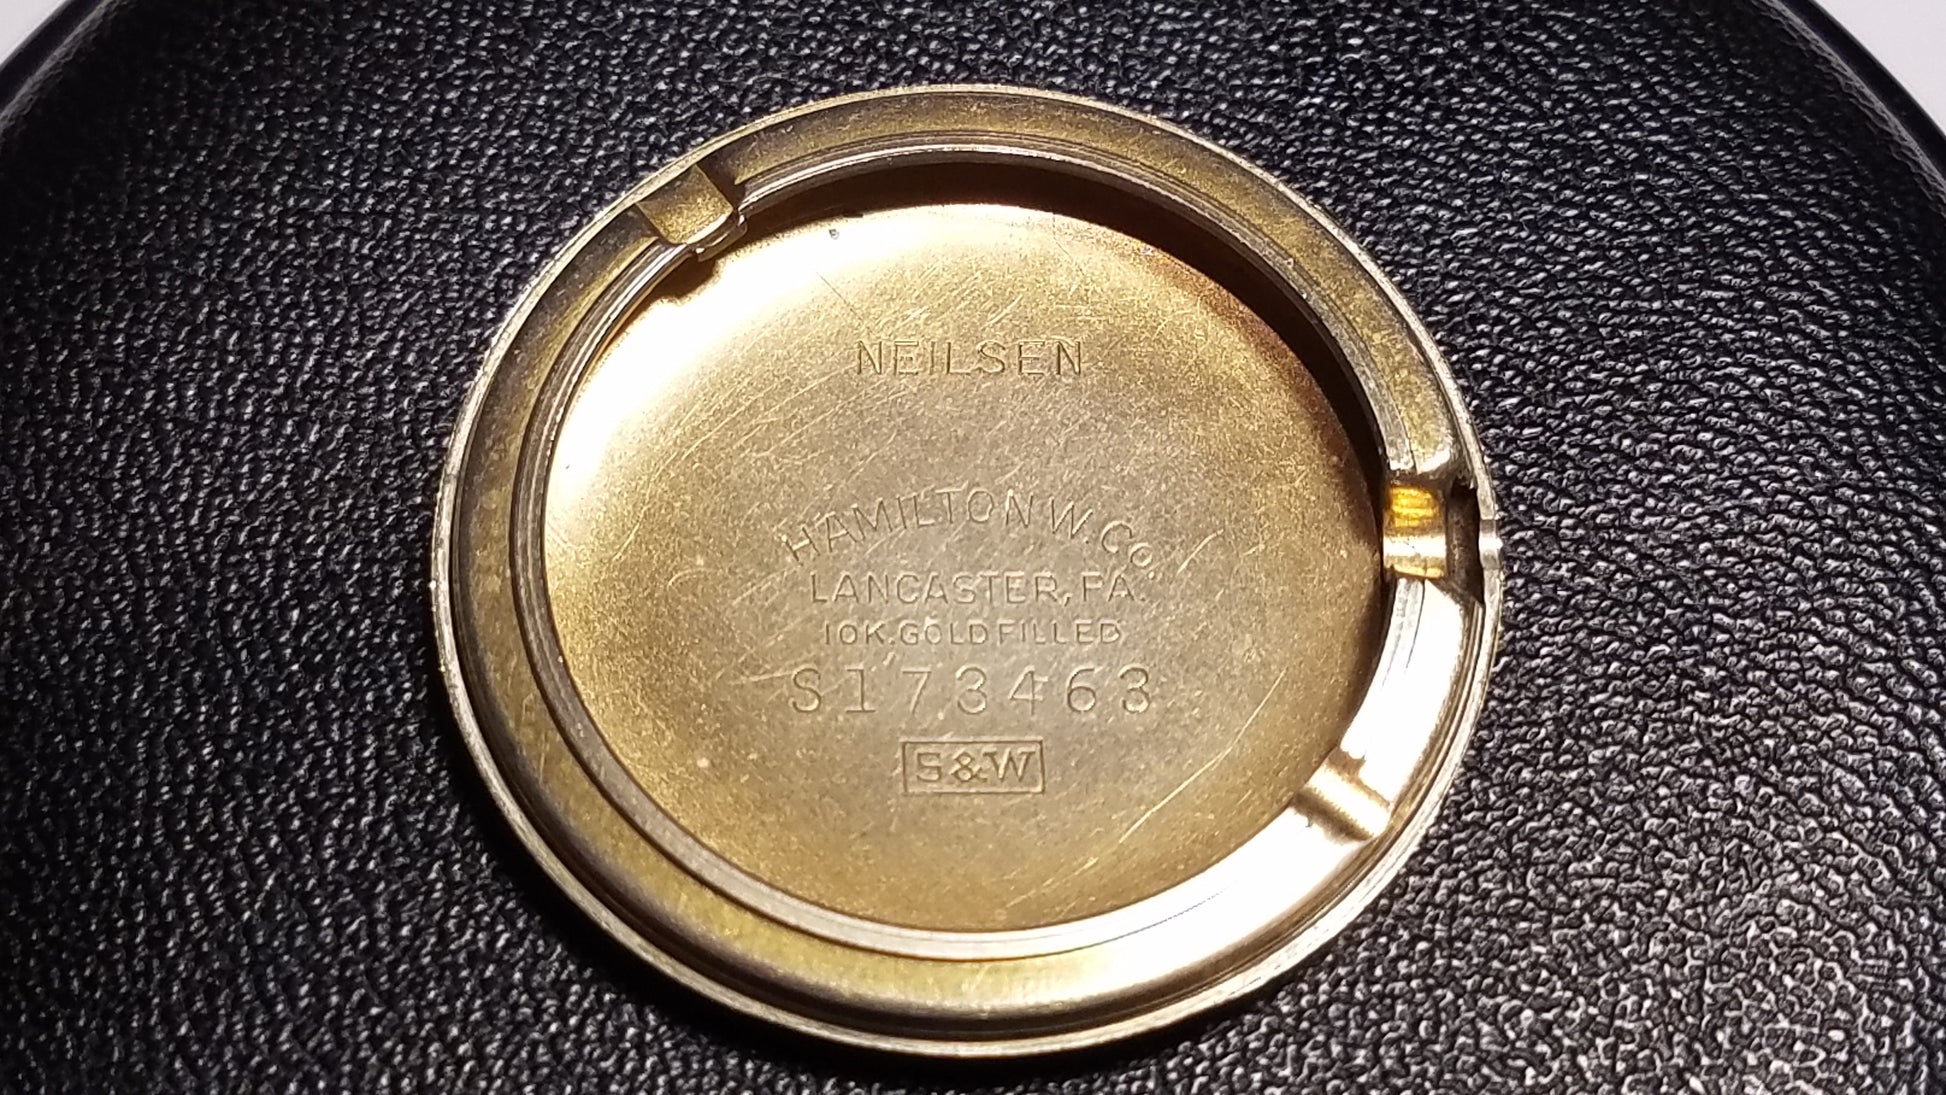 NEILSEN
HAMILTON W. Co.
LANCASTER, PA.
10K. GOLD FILLED
S173463
S&W